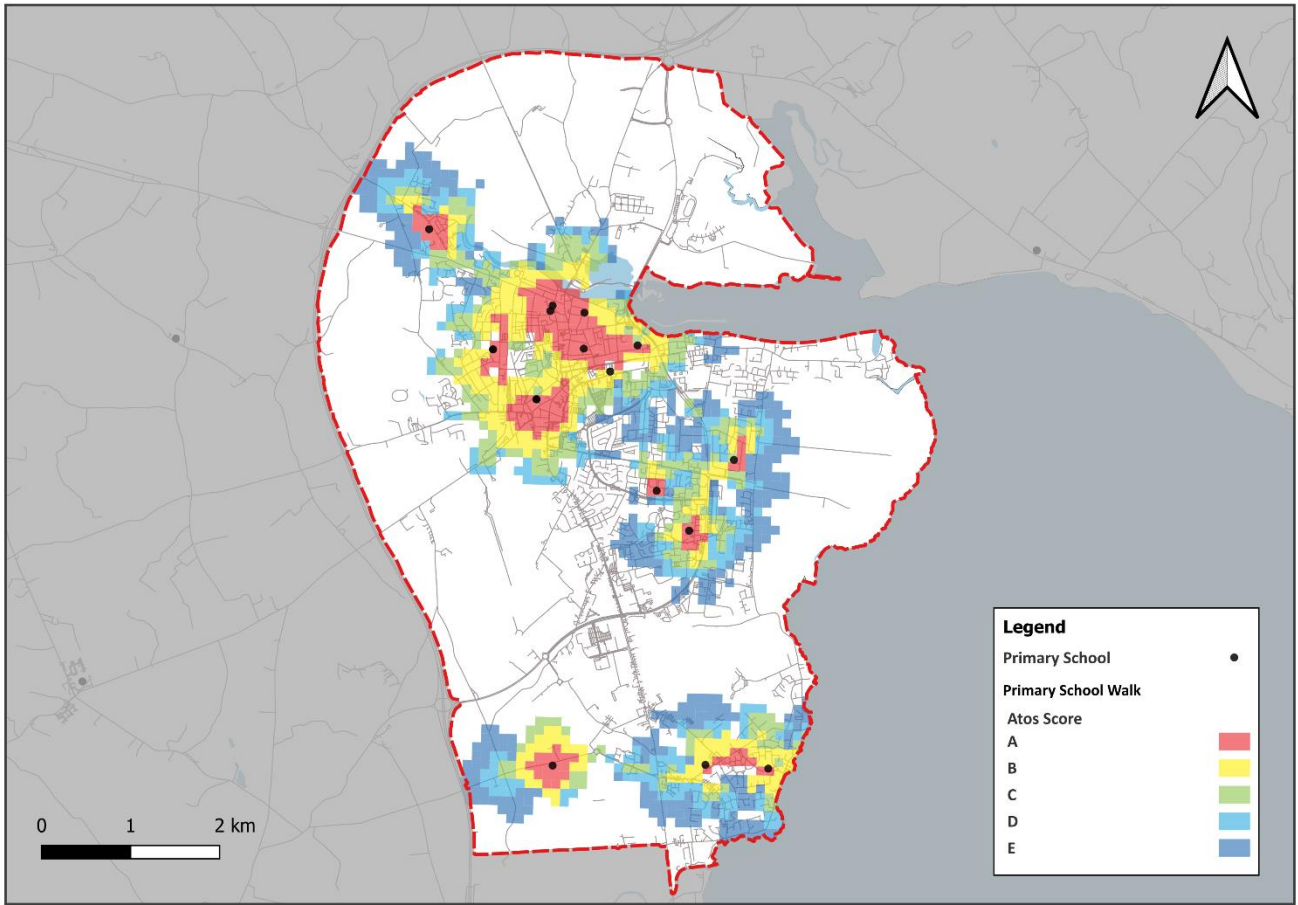 Legend
Primary School
Primary School Walk
Atos Score
A
B
C
D
E
0 1 2 km